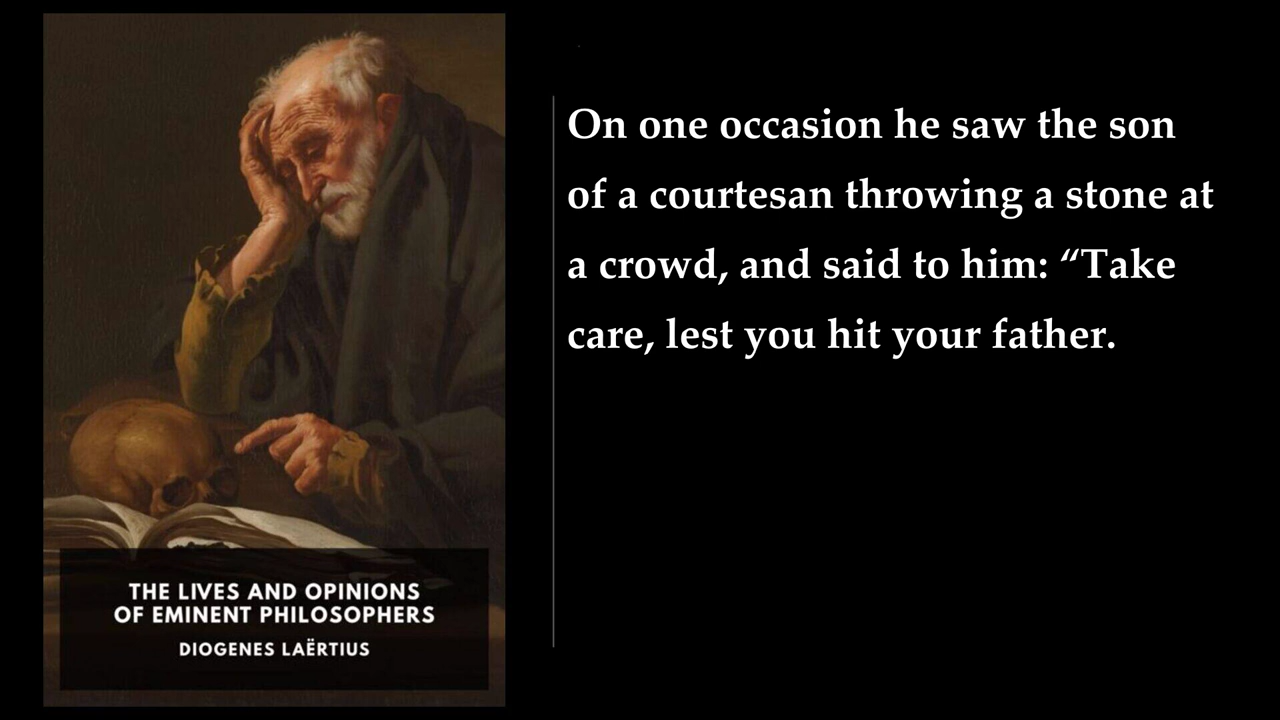 THE LIVES AND OPINIONS
OF EMINENT PHILOSOPHERS
DIOGENES LAËRTIUS
On one occasion he saw the son
of a courtesan throwing a stone at
a crowd, and said to him: “Take
care, lest you hit your father.